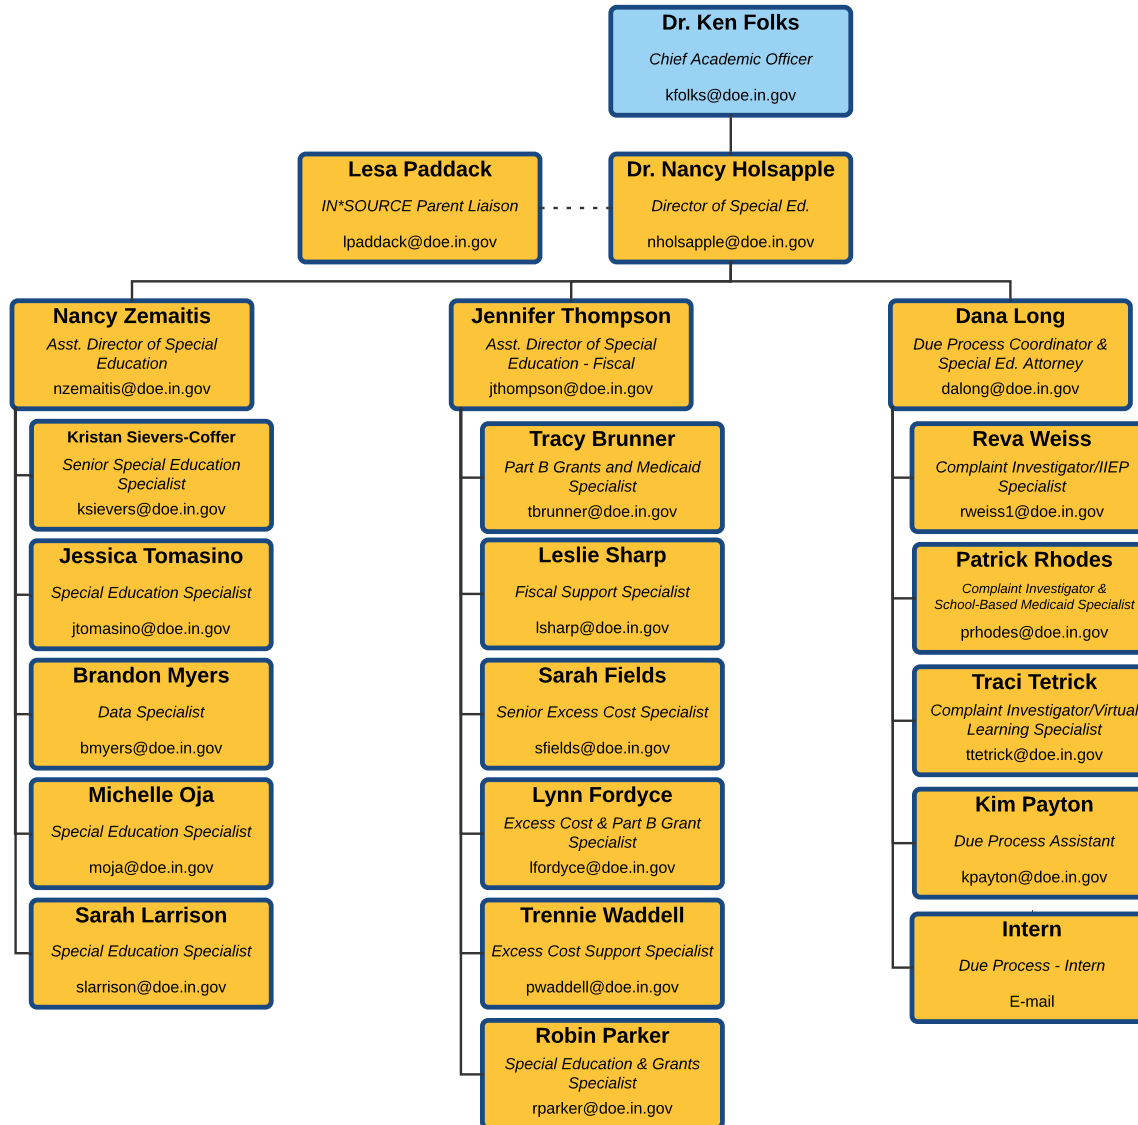 Dr. Ken Folks
Chief Academic Officer
kfolks@doe.in.gov
Lesa Paddack
IN*SOURCE Parent Liaison
lpaddack@doe.in.gov
Dr. Nancy Holsapple
Director of Special Ed.
nholsapple@doe.in.gov
Nancy Zemaitis
Asst. Director of Special
Education
nzemaitis@doe.in.gov
Kristan Sievers-Coffer
Senior Special Education
Specialist
ksievers@doe.in.gov
Jessica Tomasino
Special Education Specialist
jtomasino@doe.in.gov
Brandon Myers
Data Specialist
bmyers@doe.in.gov
Michelle Oja
Special Education Specialist
moja@doe.in.gov
Sarah Larrison
Special Education Specialist
slarrison@doe.in.gov
Jennifer Thompson
Asst. Director of Special
Education - Fiscal
jthompson@doe.in.gov
Tracy Brunner
Part B Grants and Medicaid
Specialist
tbrunner@doe.in.gov
Leslie Sharp
Fiscal Support Specialist
lsharp@doe.in.gov
Sarah Fields
Senior Excess Cost Specialist
sfields@doe.in.gov
Lynn Fordyce
Excess Cost & Part B Grant
Specialist
lfordyce@doe.in.gov
Trennie Waddell
Excess Cost Support Specialist
pwaddell@doe.in.gov
Robin Parker
Special Education & Grants
Specialist
rparker@doe.in.gov
Dana Long
Due Process Coordinator &
Special Ed. Attorney
dalong@doe.in.gov
Reva Weiss
Complaint Investigator/IIEP
Specialist
rweiss1@doe.in.gov
Patrick Rhodes
Complaint Investigator &
School-Based Medicaid Specialist
prhodes@doe.in.gov
Traci Tetrick
Complaint Investigator/Virtual
Learning Specialist
ttetrick@doe.in.gov
Kim Payton
Due Process Assistant
kpayton@doe.in.gov
Intern
Due Process - Intern
E-mail